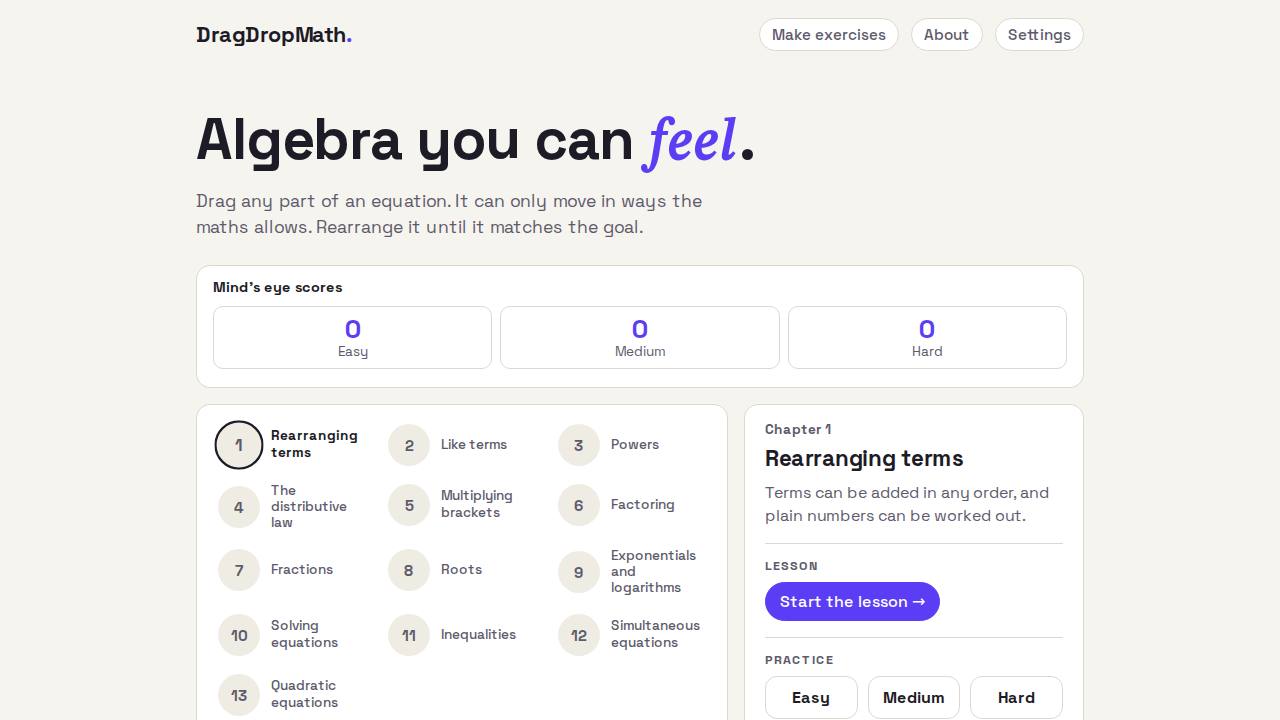 DragDropMath.
Make exercises
About
Settings
Algebra you can feel.
Drag any part of an equation. It can only move in ways the
maths allows. Rearrange it until it matches the goal.
Mind's eye scores
0
Easy
0
Medium
0
Hard
1
Rearranging
terms
2
Like terms
3
Powers
4
The
distributive
law
5
Multiplying
brackets
6
Factoring
7
Fractions
8
Roots
9
Exponentials
and
logarithms
10
Solving
equations
11
Inequalities
12
Simultaneous
equations
13
Quadratic
equations
Chapter 1
Rearranging terms
Terms can be added in any order, and
plain numbers can be worked out.
LESSON
Start the lesson →
PRACTICE
Easy
Medium
Hard